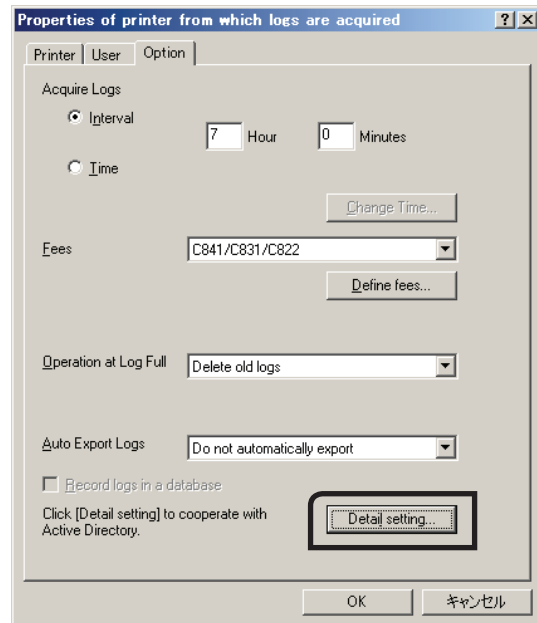 Properties of printer from which logs are acquired
Printer User Option
Acquire Logs
Interval
7 Hour 0 Minutes
Time
Change Time...
Fees C841/C831/C822
Define fees...
Operation at Log Full Delete old logs
Auto Export Logs Do not automatically export
Record logs in a database
Click [Detail setting] to cooperate with
Active Directory.
Detail setting...
OK キャンセル